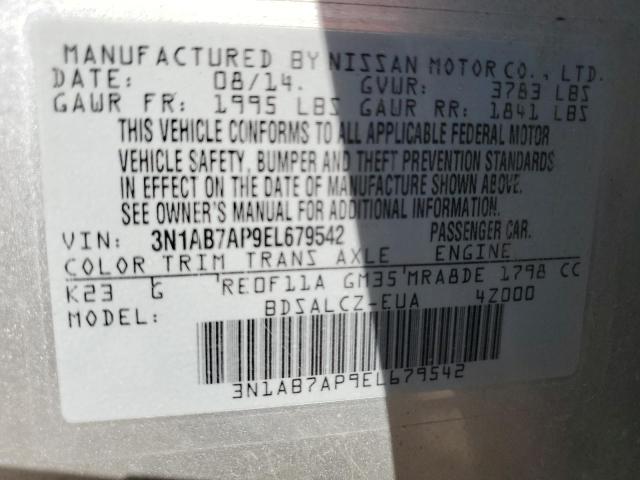 MANUFACTURED BY NISSAN MOTOR CO., LTD.
DATE: 08/14. GVWR: 3783 LBS
GAWR FR: 1995 LBS GAWR RR: 1841 LBS
THIS VEHICLE CONFORMS TO ALL APPLICABLE FEDERAL MOTOR
VEHICLE SAFETY, BUMPER AND THEFT PREVENTION STANDARDS
IN EFFECT ON THE DATE OF MANUFACTURE SHOWN ABOVE.
SEE OWNER'S MANUAL FOR ADDITIONAL INFORMATION
VIN: 3N1AB7AP9EL679542 PASSENGER CAR.
COLOR TRIM TRANS AXLE ENGINE
K23 G RE0F11A GM35 MRA8DE 1798 CC
MODEL: BDSALCZ-EUA 4Z000
3N1AB7AP9EL679542